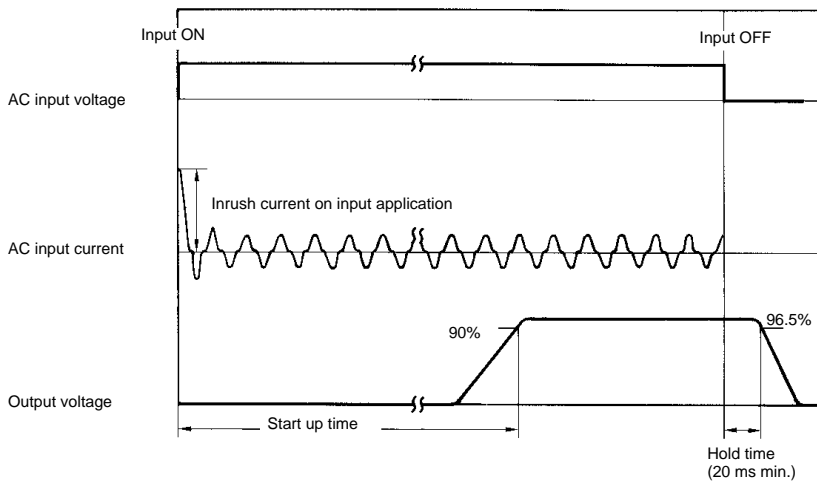 Input ON
Input OFF
AC input voltage
Inrush current on input application
AC input current
90%
96.5%
Output voltage
Start up time
Hold time
(20 ms min.)